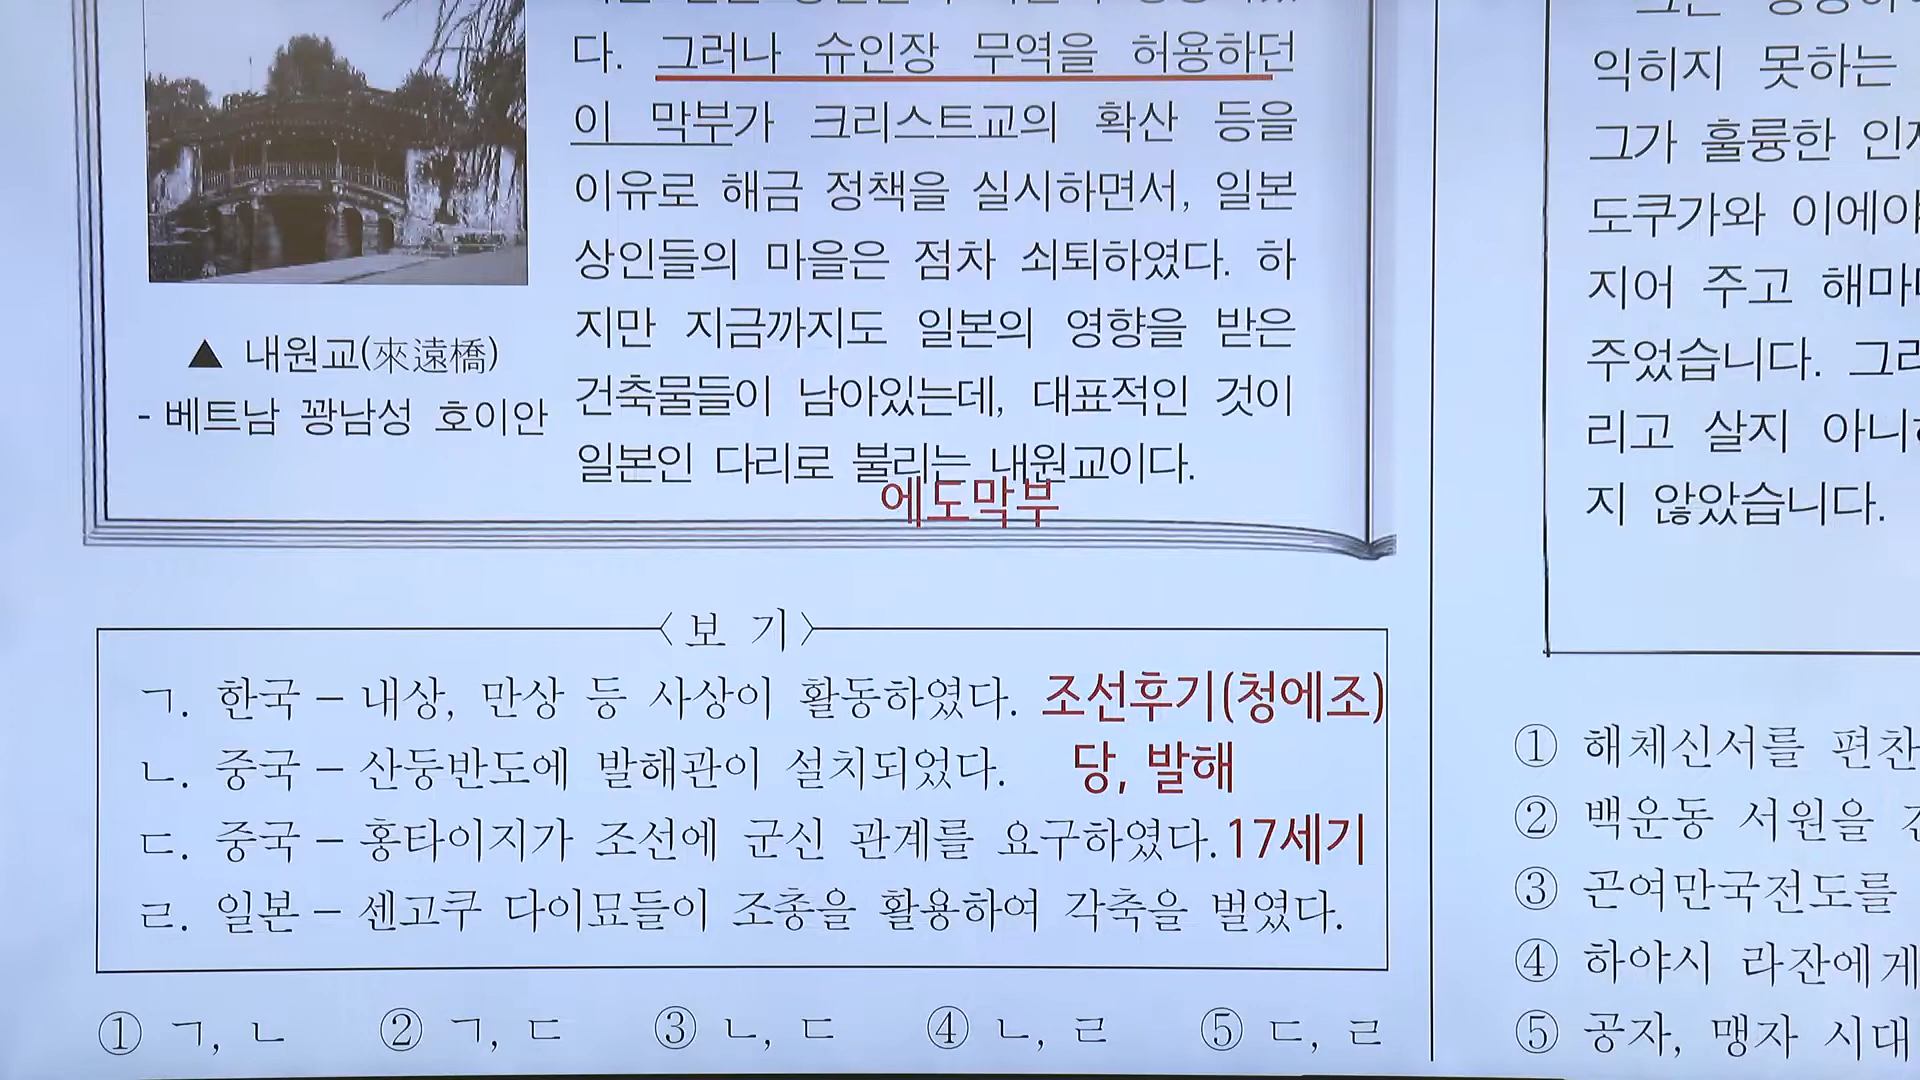 다. 그러나 슈인장 무역을 허용하던
이 막부가 크리스트교의 확산 등을
이유로 해금 정책을 실시하면서, 일본
상인들의 마을은 점차 쇠퇴하였다. 하
지만 지금까지도 일본의 영향을 받은
건축물들이 남아있는데, 대표적인 것이
일본인 다리로 불리는 내원교이다.
에도막부
▲ 내원교(來遠橋)
- 베트남 꽝남성 호이안
〈보 기〉
ㄱ. 한국 – 내상, 만상 등 사상이 활동하였다. 조선후기(청에조)
ㄴ. 중국 – 산둥반도에 발해관이 설치되었다. 당, 발해
ㄷ. 중국 – 홍타이지가 조선에 군신 관계를 요구하였다. 17세기
ㄹ. 일본 – 센고쿠 다이묘들이 조총을 활용하여 각축을 벌였다.
① ㄱ, ㄴ ② ㄱ, ㄷ ③ ㄴ, ㄷ ④ ㄴ, ㄹ ⑤ ㄷ, ㄹ
익히지 못하는
그가 훌륭한
도쿠가와
지어 주고
주었습니다.
리고 살지
지 않았습니다.
① 해체신서를
② 백운동 서원을
③ 곤여만국전도를
④ 하야시 라잔에게
⑤ 공자, 맹자 시대